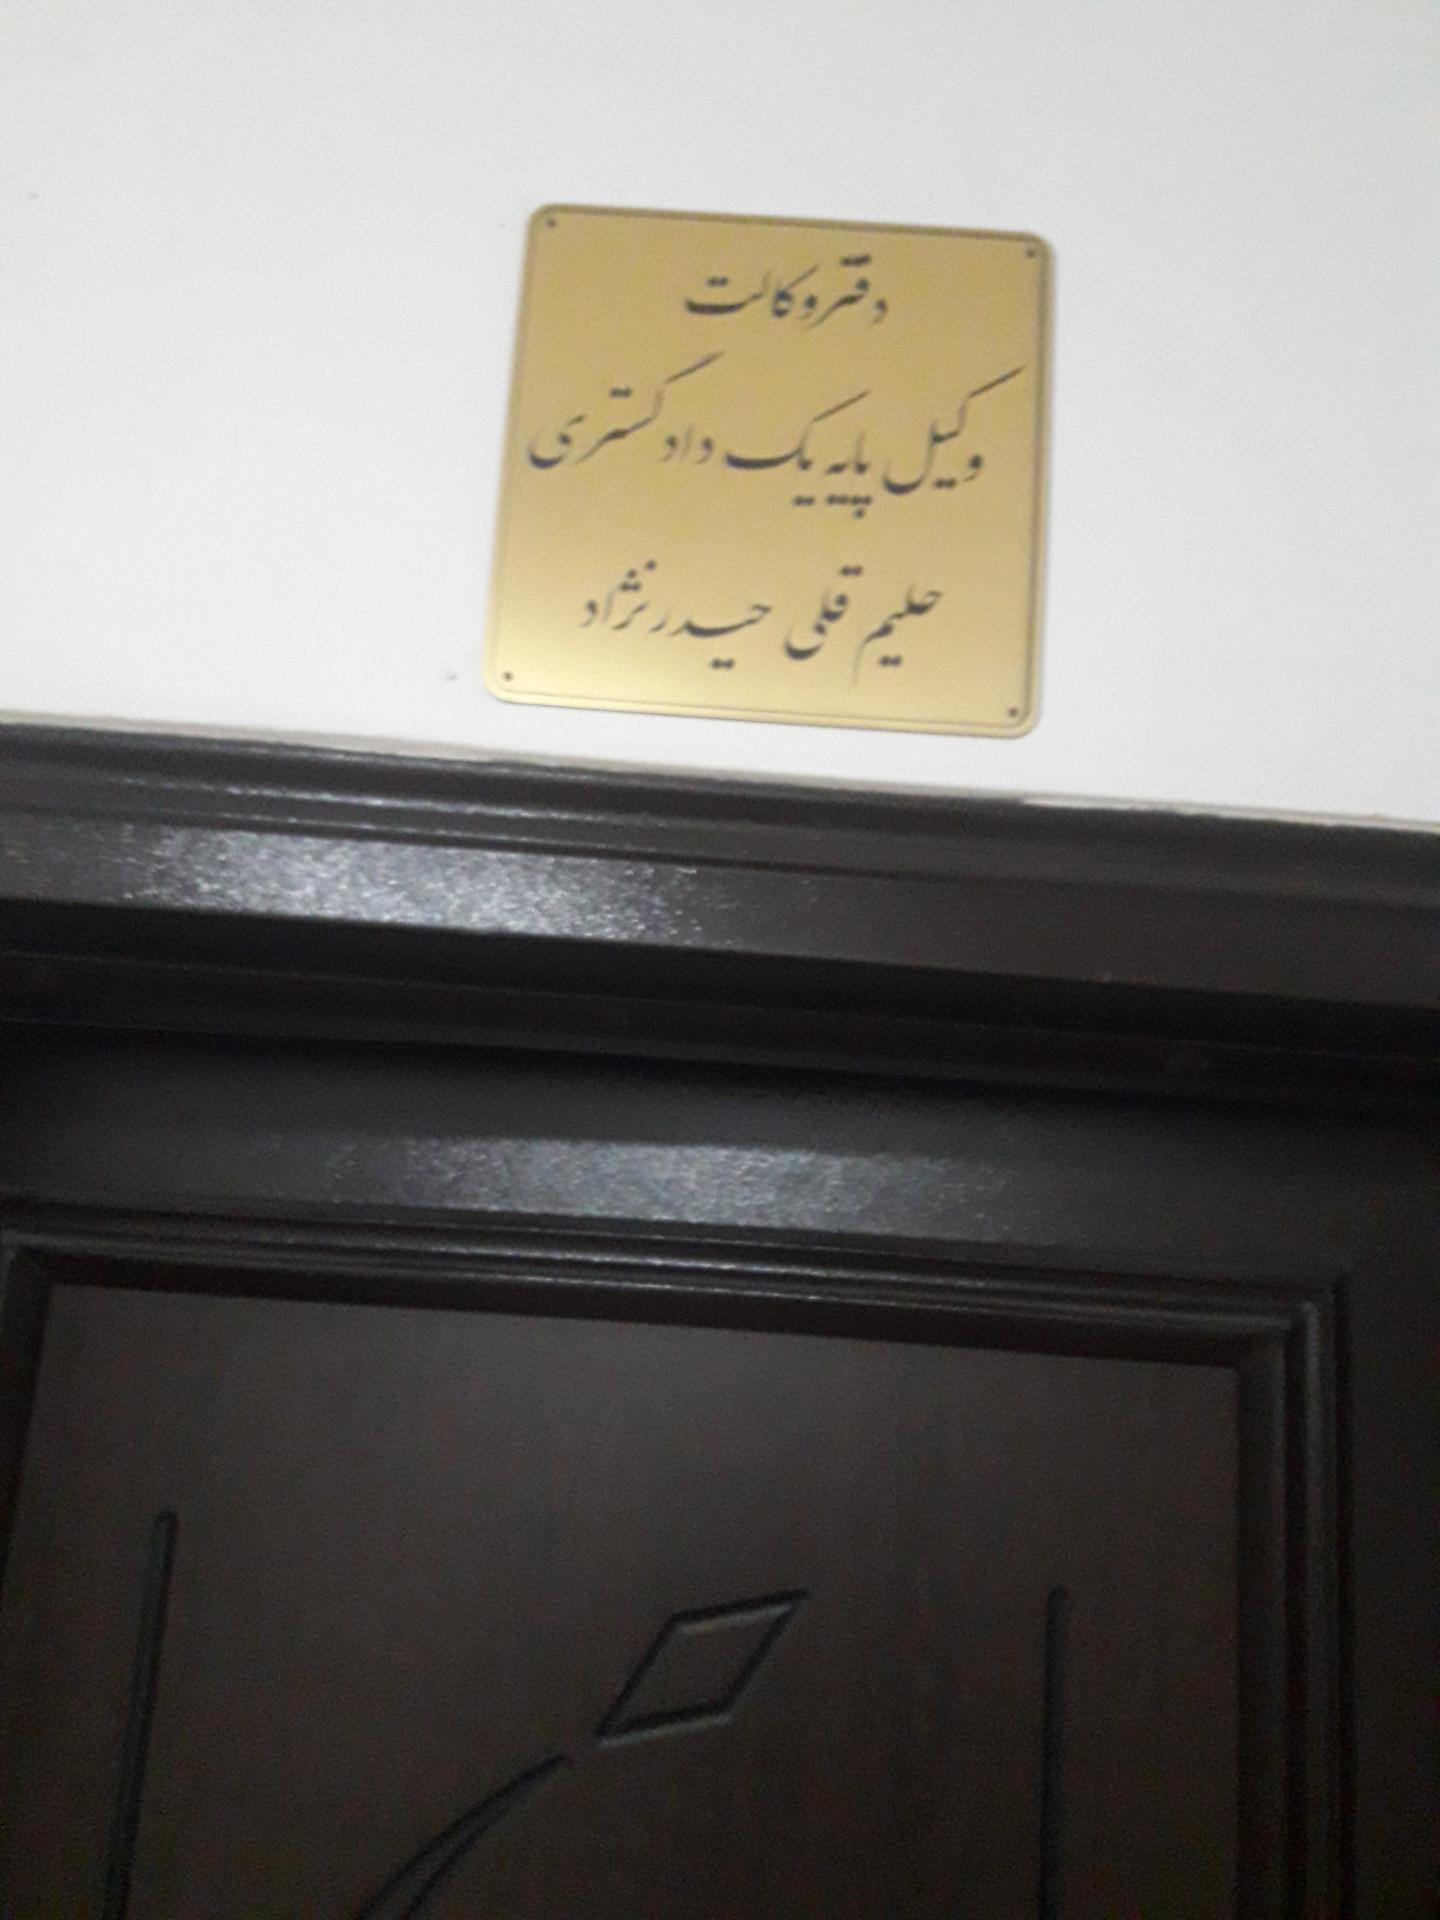 دفتر وکالت
وکیل پایه یک دادگستری
حلیم قلی حیدرنژاد